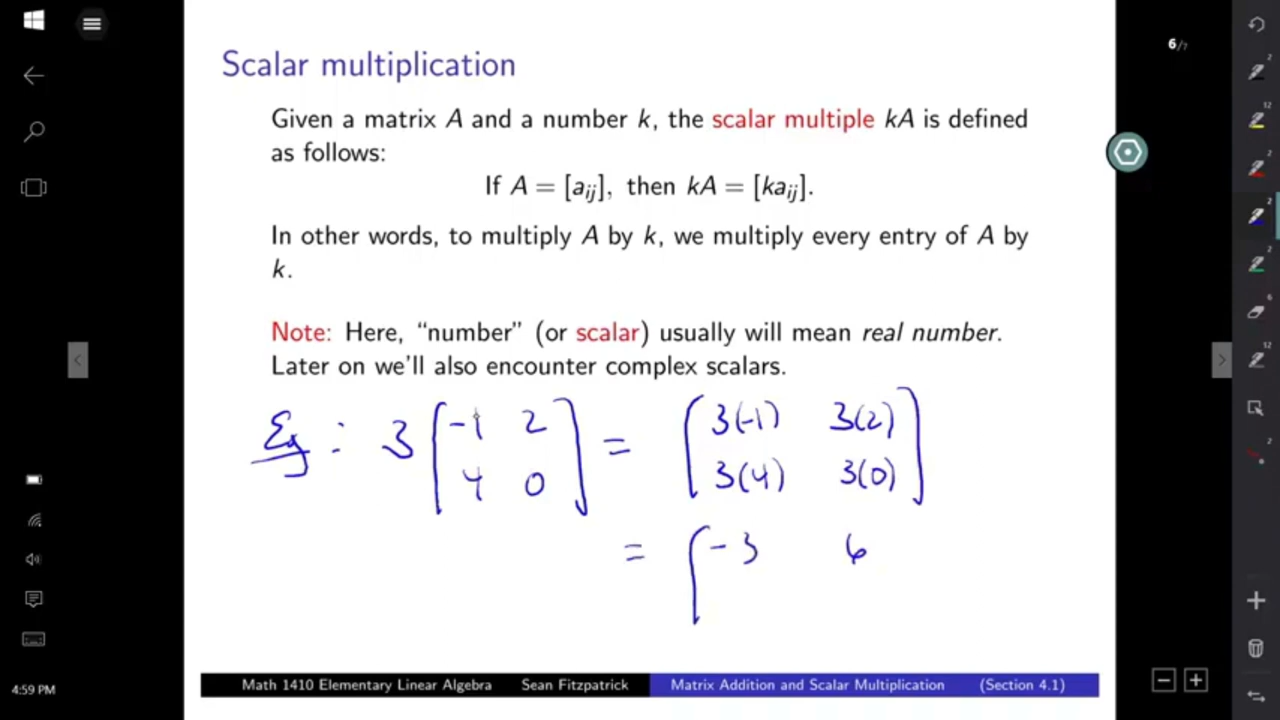 6/7
Scalar multiplication
Given a matrix A and a number k, the scalar multiple kA is defined
as follows:
If A = [aᵢⱼ], then kA = [kaᵢⱼ].
In other words, to multiply A by k, we multiply every entry of A by
k.
Note: Here, “number” (or scalar) usually will mean real number.
Later on we’ll also encounter complex scalars.
Eg : 3 [ -1 2 ] = [ 3(-1) 3(2) ]
[ 4 0 ] [ 3(4) 3(0) ]
= [ -3 6
4:59 PM
Math 1410 Elementary Linear Algebra Sean Fitzpatrick Matrix Addition and Scalar Multiplication (Section 4.1)